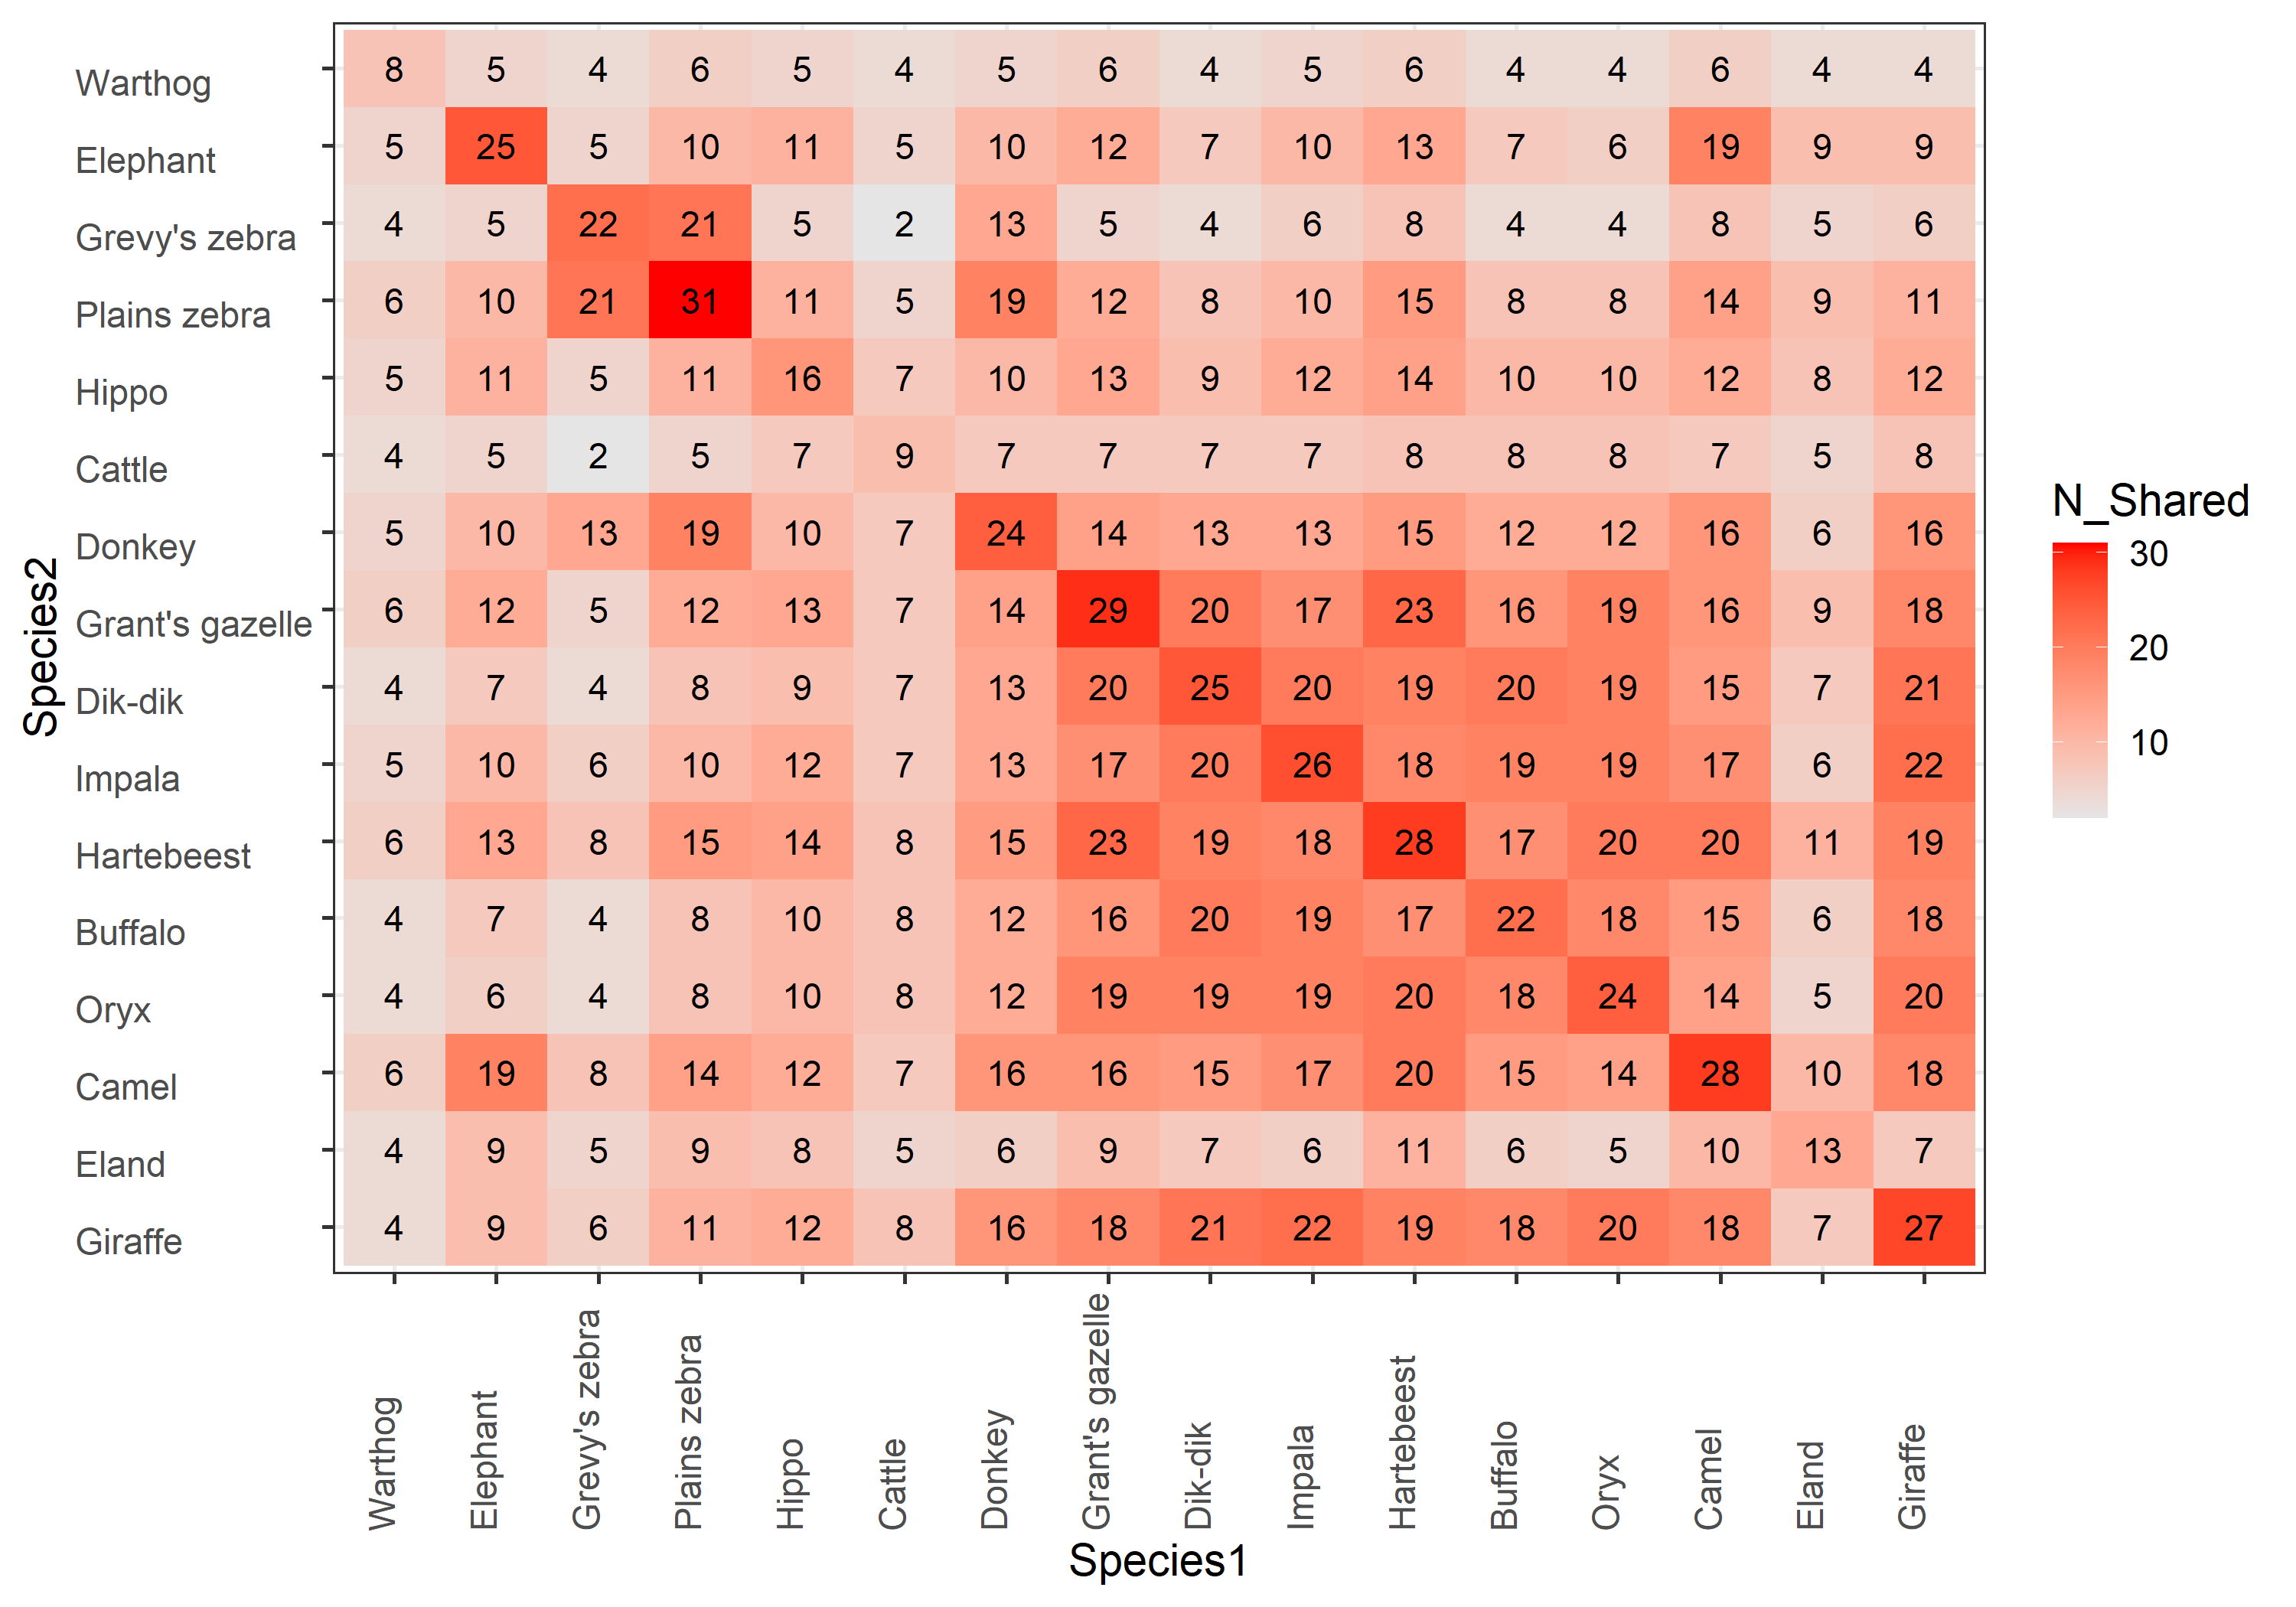 Warthog 8 5 4 6 5 4 5 6 4 5 6 4 4 6 4 4
Elephant 5 25 5 10 11 5 10 12 7 10 13 7 6 19 9 9
Grevy's zebra 4 5 22 21 5 2 13 5 4 6 8 4 4 8 5 6
Plains zebra 6 10 21 31 11 5 19 12 8 10 15 8 8 14 9 11
Hippo 5 11 5 11 16 7 10 13 9 12 14 10 10 12 8 12
Cattle 4 5 2 5 7 9 7 7 7 7 8 8 8 7 5 8
Donkey 5 10 13 19 10 7 24 14 13 13 15 12 12 16 6 16
Grant's gazelle 6 12 5 12 13 7 14 29 20 17 23 16 19 16 9 18
Dik-dik 4 7 4 8 9 7 13 20 25 20 19 20 19 15 7 21
Impala 5 10 6 10 12 7 13 17 20 26 18 19 19 17 6 22
Hartebeest 6 13 8 15 14 8 15 23 19 18 28 17 20 20 11 19
Buffalo 4 7 4 8 10 8 12 16 20 19 17 22 18 15 6 18
Oryx 4 6 4 8 10 8 12 19 19 19 20 18 24 14 5 20
Camel 6 19 8 14 12 7 16 16 15 17 20 15 14 28 10 18
Eland 4 9 5 9 8 5 6 9 7 6 11 6 5 10 13 7
Giraffe 4 9 6 11 12 8 16 18 21 22 19 18 20 18 7 27
Species2
Warthog
Elephant
Grevy's zebra
Plains zebra
Hippo
Cattle
Donkey
Grant's gazelle
Dik-dik
Impala
Hartebeest
Buffalo
Oryx
Camel
Eland
Giraffe
Species1
N_Shared
30
20
10